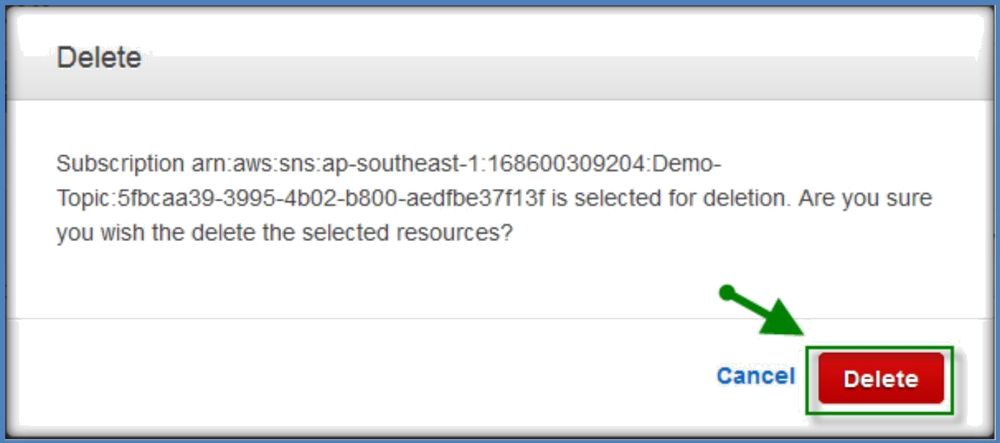 Delete
Subscription arn:aws:sns:ap-southeast-1:168600309204:Demo-
Topic:5fbcaa39-3995-4b02-b800-aedfbe37f13f is selected for deletion. Are you sure
you wish the delete the selected resources?
Cancel Delete